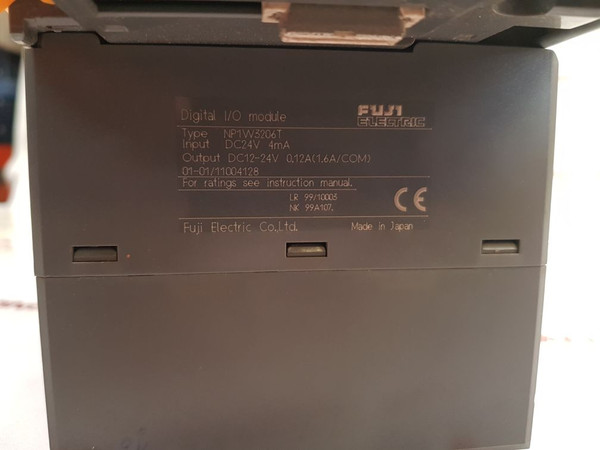 Digital I/O module
FUJI
ELECTRIC
Type NP1W3206T
Input DC24V 4mA
Output DC12-24V 0.12A(1.6A/COM)
01-01/11004128
For ratings see instruction manual.
LR 99/10003
NK 99A107.
CE
Fuji Electric Co.Ltd. Made in Japan